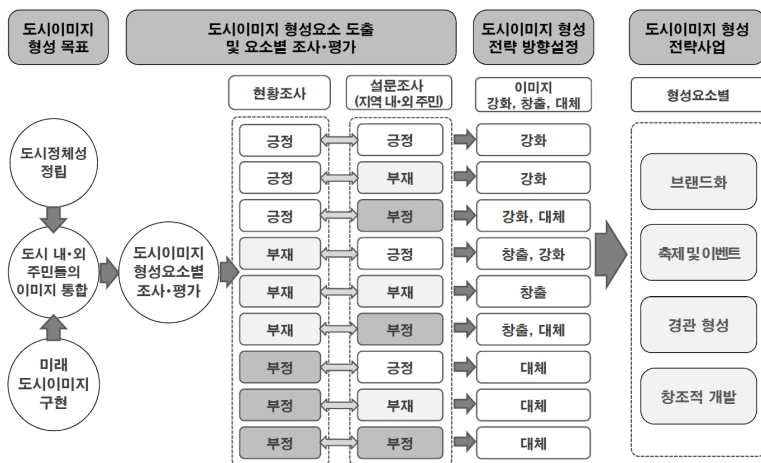 도시이미지
형성 목표
도시이미지 형성요소 도출
및 요소별 조사•평가
도시이미지 형성
전략 방향설정
도시이미지 형성
전략사업
현황조사
설문조사
(지역 내•외 주민)
이미지
강화, 창출, 대체
형성요소별
도시정체성
정립
도시 내•외
주민들의
이미지 통합
미래
도시이미지
구현
도시이미지
형성요소별
조사•평가
긍정
긍정
강화
긍정
부재
강화
긍정
부정
강화, 대체
부재
긍정
창출, 강화
부재
부재
창출
부재
부정
창출, 대체
부정
긍정
대체
부정
부재
대체
부정
부정
대체
브랜드화
축제 및 이벤트
경관 형성
창조적 개발